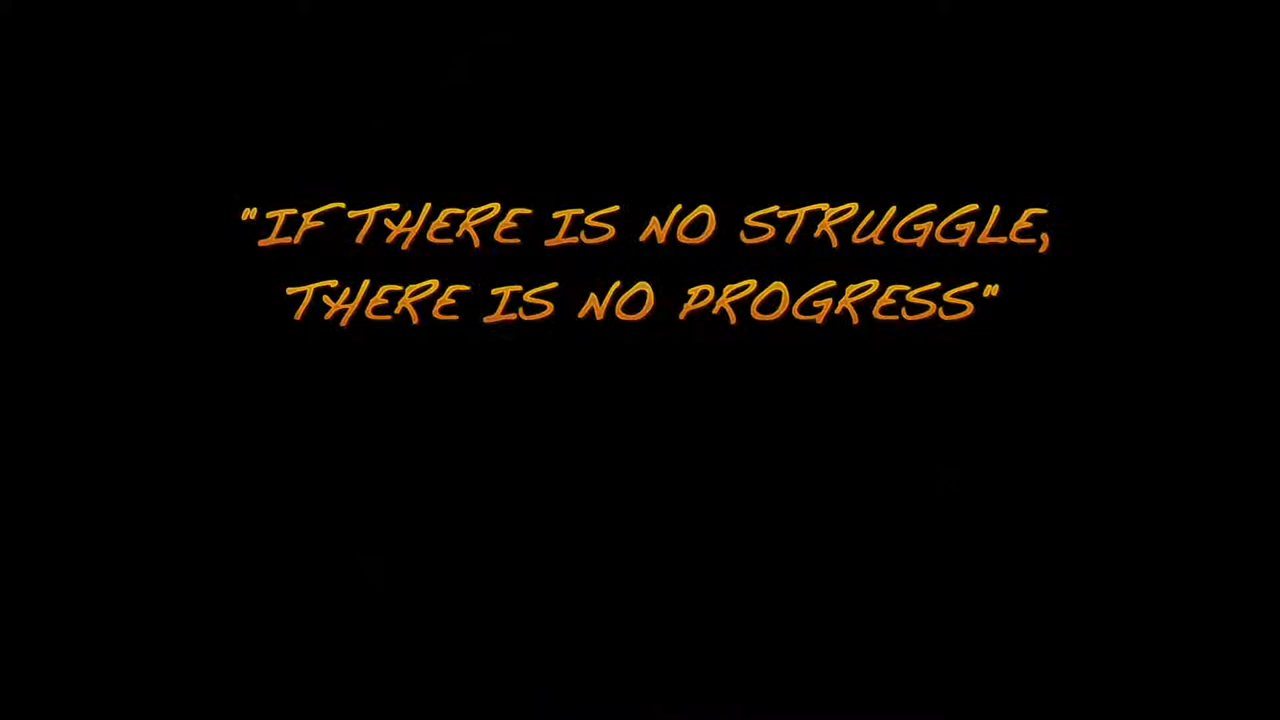 "IF THERE IS NO STRUGGLE,
THERE IS NO PROGRESS"